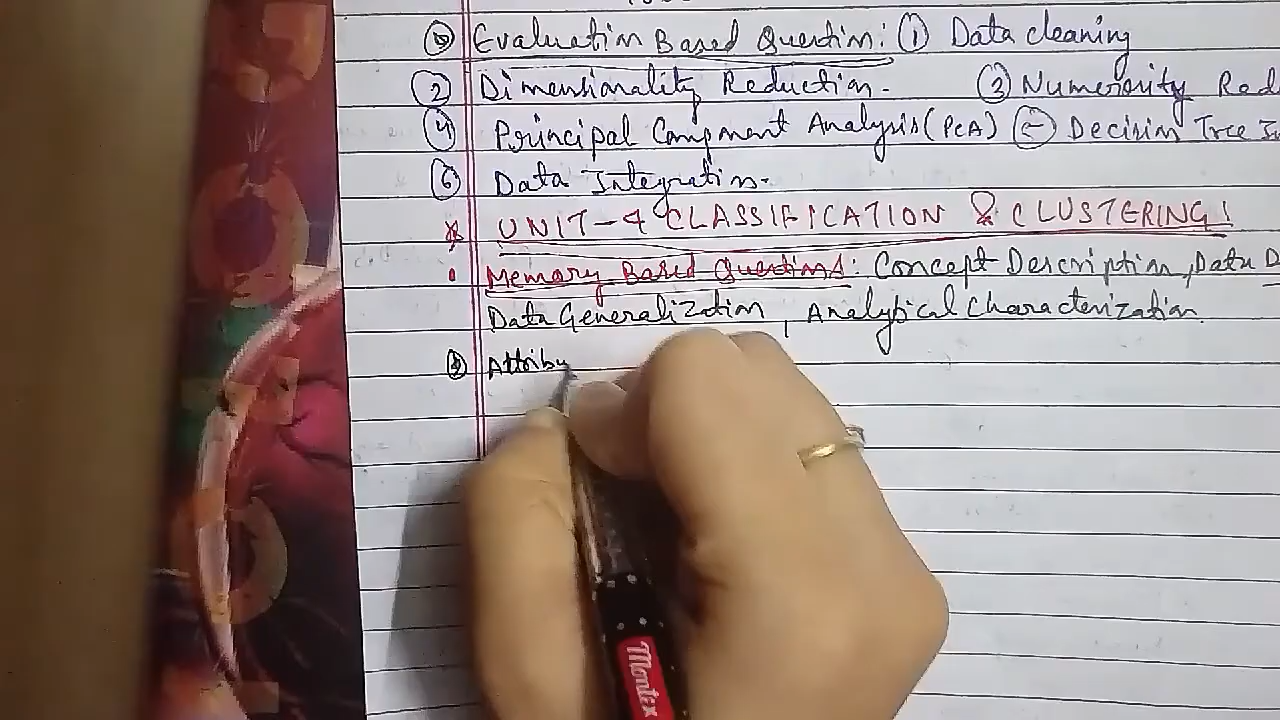 Evaluation Based Question: ① Data cleaning
② Dimensionality Reduction. ③ Numerosity Red
④ Principal Component Analysis (PCA) Decision Tree I
⑥ Data Integration.
* UNIT-4 CLASSIFICATION & CLUSTERING!
• Memory Based Questions: Concept Description, Data D
Data Generalization, Analytical Characterization.
Attribu
Montex